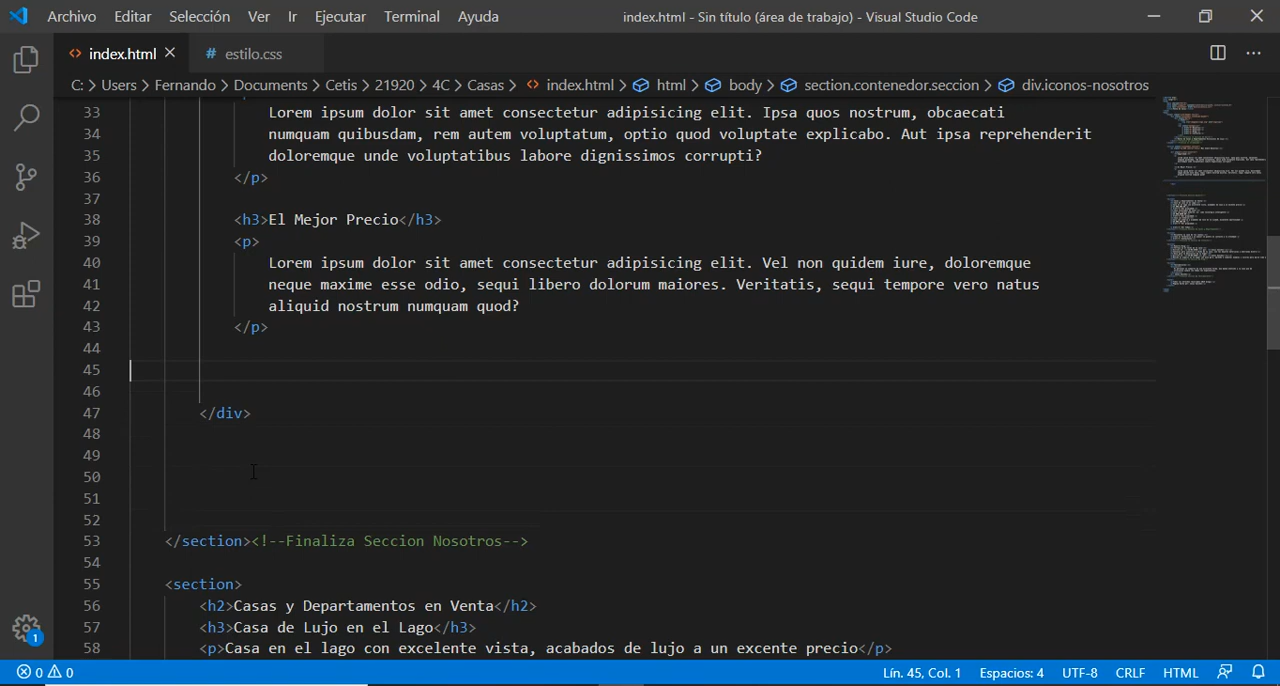 Archivo Editar Selección Ver Ir Ejecutar Terminal Ayuda index.html - Sin título (área de trabajo) - Visual Studio Code
<> index.html × # estilo.css
C: > Users > Fernando > Documents > Cetis > 21920 > 4C > Casas > <> index.html > html > body > section.contenedor.seccion > div.iconos-nosotros
33 Lorem ipsum dolor sit amet consectetur adipisicing elit. Ipsa quos nostrum, obcaecati
34 numquam quibusdam, rem autem voluptatum, optio quod voluptate explicabo. Aut ipsa reprehenderit
35 doloremque unde voluptatibus labore dignissimos corrupti?
36 </p>
37
38 <h3>El Mejor Precio</h3>
39 <p>
40 Lorem ipsum dolor sit amet consectetur adipisicing elit. Vel non quidem iure, doloremque
41 neque maxime esse odio, sequi libero dolorum maiores. Veritatis, sequi tempore vero natus
42 aliquid nostrum numquam quod?
43 </p>
44
45
46
47 </div>
48
49
50
51
52
53 </section><!--Finaliza Seccion Nosotros-->
54
55 <section>
56 <h2>Casas y Departamentos en Venta</h2>
57 <h3>Casa de Lujo en el Lago</h3>
58 <p>Casa en el lago con excelente vista, acabados de lujo a un excente precio</p>
1
0 0 Lín. 45, Col. 1 Espacios: 4 UTF-8 CRLF HTML